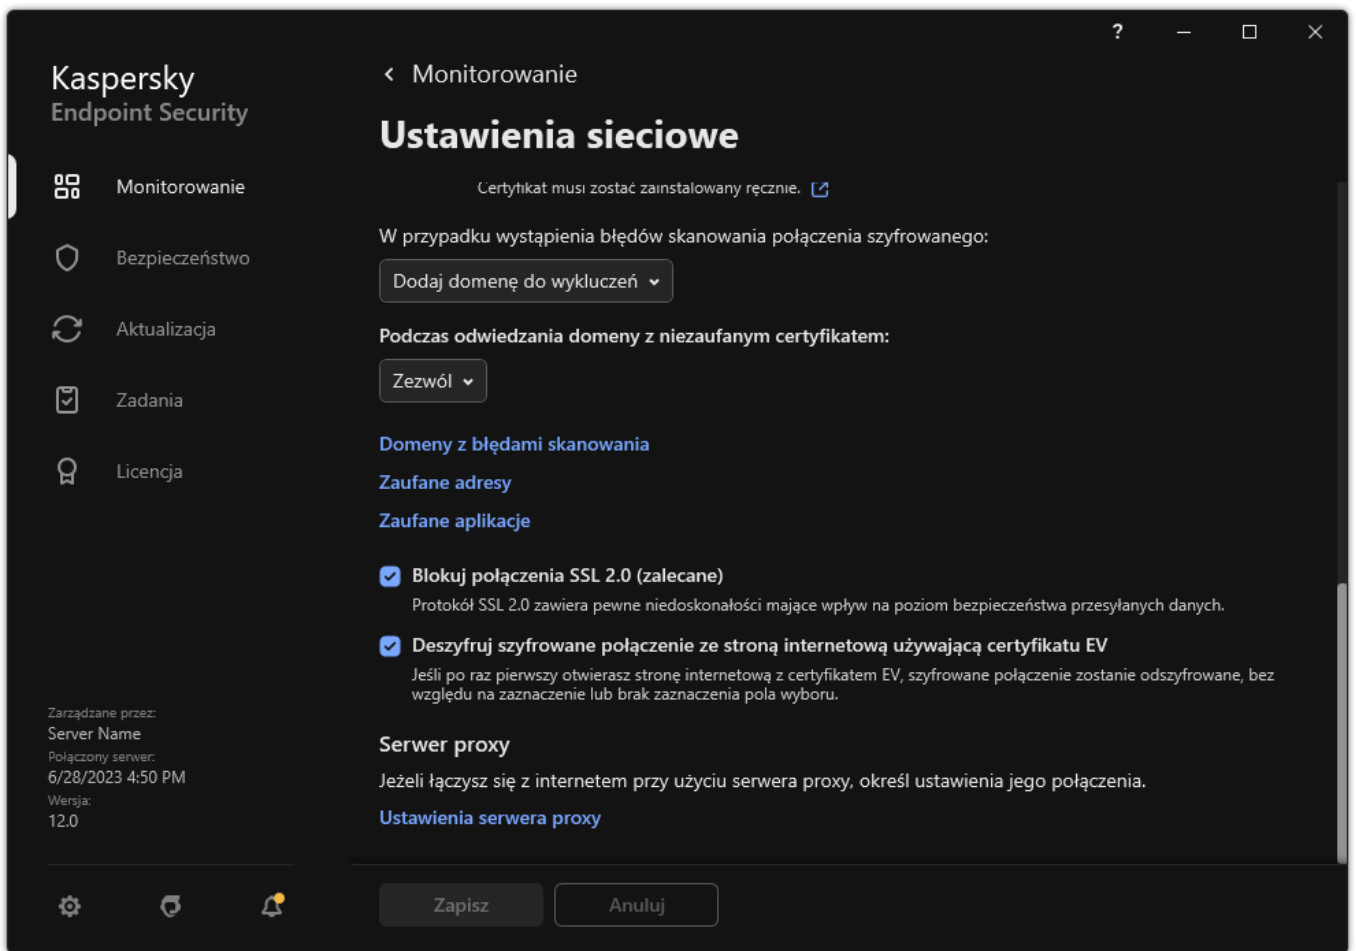 ?
Kaspersky
Endpoint Security
Monitorowanie
Bezpieczeństwo
Aktualizacja
Zadania
Licencja
Zarządzane przez:
Server Name
Połączony serwer:
6/28/2023 4:50 PM
Wersja:
12.0
Monitorowanie
Ustawienia sieciowe
Certyfikat musi zostać zainstalowany ręcznie.
W przypadku wystąpienia błędów skanowania połączenia szyfrowanego:
Dodaj domenę do wykluczeń
Podczas odwiedzania domeny z niezaufanym certyfikatem:
Zezwól
Domeny z błędami skanowania
Zaufane adresy
Zaufane aplikacje
Blokuj połączenia SSL 2.0 (zalecane)
Protokół SSL 2.0 zawiera pewne niedoskonałości mające wpływ na poziom bezpieczeństwa przesyłanych danych.
Deszyfruj szyfrowane połączenie ze stroną internetową używającą certyfikatu EV
Jeśli po raz pierwszy otwierasz stronę internetową z certyfikatem EV, szyfrowane połączenie zostanie odszyfrowane, bez
względu na zaznaczenie lub brak zaznaczenia pola wyboru.
Serwer proxy
Jeżeli łączysz się z internetem przy użyciu serwera proxy, określ ustawienia jego połączenia.
Ustawienia serwera proxy
Zapisz
Anuluj